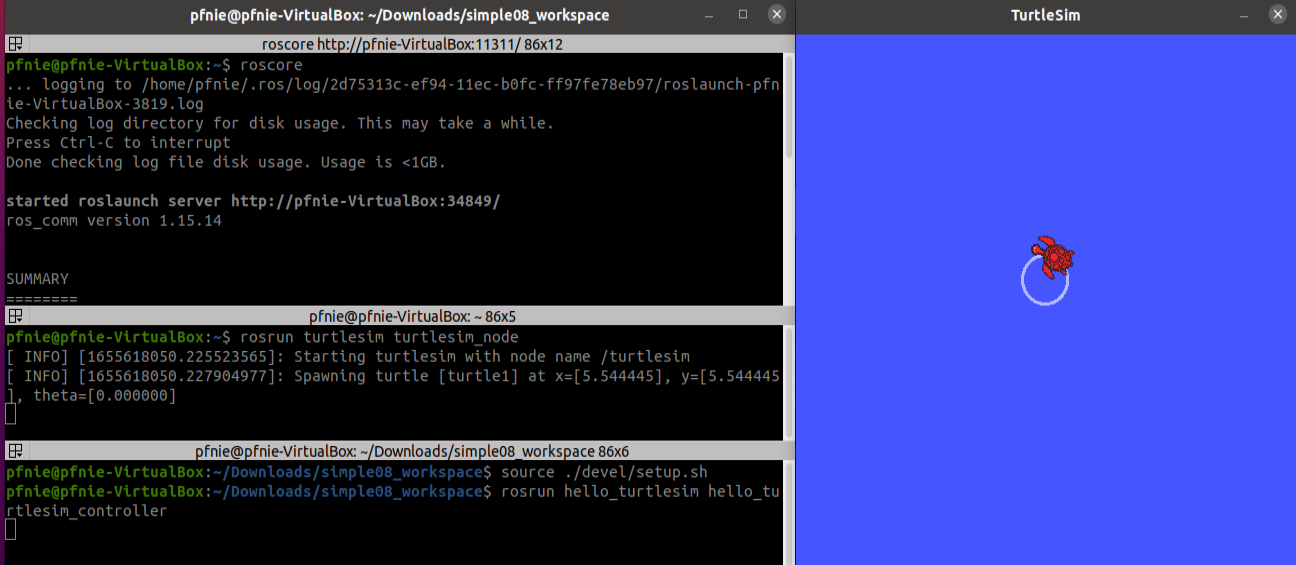 pfnie@pfnie-VirtualBox: ~/Downloads/simple08_workspace
roscore http://pfnie-VirtualBox:11311/ 86x12
pfnie@pfnie-VirtualBox:~$ roscore
... logging to /home/pfnie/.ros/log/2d75313c-ef94-11ec-b0fc-ff97fe78eb97/roslaunch-pfn
ie-VirtualBox-3819.log
Checking log directory for disk usage. This may take a while.
Press Ctrl-C to interrupt
Done checking log file disk usage. Usage is <1GB.
started roslaunch server http://pfnie-VirtualBox:34849/
ros_comm version 1.15.14
SUMMARY
========
pfnie@pfnie-VirtualBox: ~ 86x5
pfnie@pfnie-VirtualBox:~$ rosrun turtlesim turtlesim_node
[ INFO] [1655618050.225523565]: Starting turtlesim with node name /turtlesim
[ INFO] [1655618050.227904977]: Spawning turtle [turtle1] at x=[5.544445], y=[5.544445
], theta=[0.000000]
pfnie@pfnie-VirtualBox: ~/Downloads/simple08_workspace 86x6
pfnie@pfnie-VirtualBox:~/Downloads/simple08_workspace$ source ./devel/setup.sh
pfnie@pfnie-VirtualBox:~/Downloads/simple08_workspace$ rosrun hello_turtlesim hello_tu
rtlesim_controller
TurtleSim